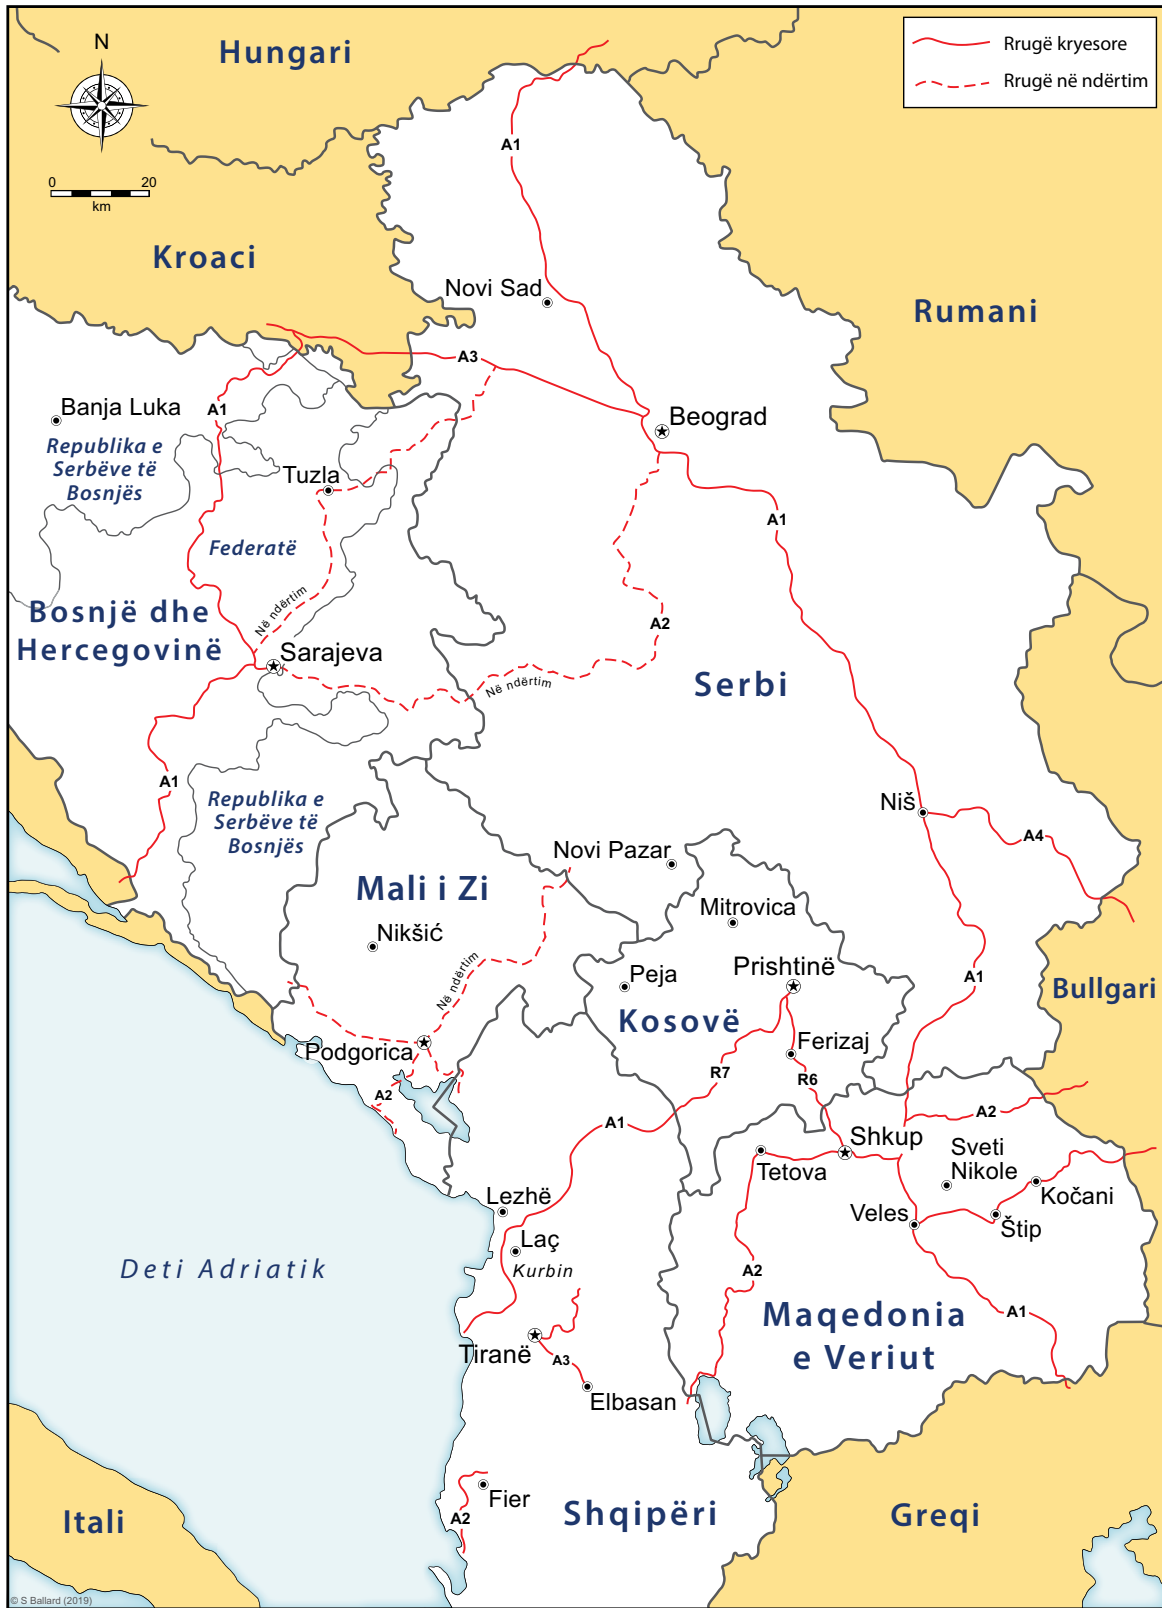 Hungari
N
0 20
km
Rrugë kryesore
Rrugë në ndërtim
A1
Kroaci
Novi Sad
Rumani
A3
Banja Luka
A1
Beograd
Republika e
Serbëve të
Bosnjës
Tuzla
A1
Federatë
Në ndërtim
Bosnjë dhe
Hercegovinë
A2
Sarajeva
Në ndërtim
Serbi
A1
Republika e
Serbëve të
Bosnjës
Niš
A4
Novi Pazar
Mali i Zi
Mitrovica
Nikšić
Në ndërtim
Peja
Prishtinë
A1
Bullgari
Kosovë
Podgorica
Ferizaj
R7
R6
A2
A1
A2
Shkup
Sveti
Nikole
Tetova
Kočani
Lezhë
Veles
Štip
Laç
Kurbin
Deti Adriatik
A2
A1
Maqedonia
e Veriut
Tiranë
A3
Elbasan
Fier
A2
Shqipëri
Greqi
Itali
© S Ballard (2019)